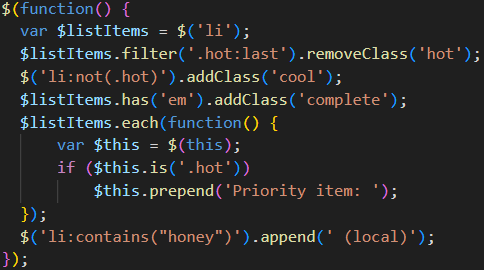 $(function() {
  var $listItems = $('li');
  $listItems.filter('.hot:last').removeClass('hot');
  $('li:not(.hot)').addClass('cool');
  $listItems.has('em').addClass('complete');
  $listItems.each(function() {
      var $this = $(this);
      if ($this.is('.hot'))
          $this.prepend('Priority item: ');
  });
  $('li:contains("honey")').append(' (local)');
});